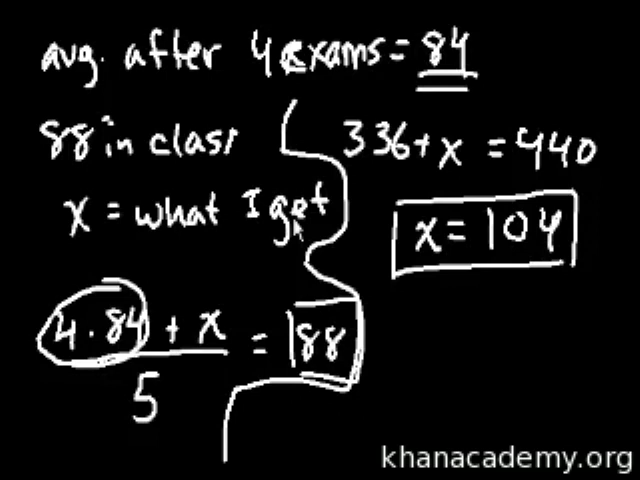 avg. after 4 exams = 84
88 in class
x = what I get
4.84 + x
5
= 88
336 + x = 440
x = 104
khanacademy.org